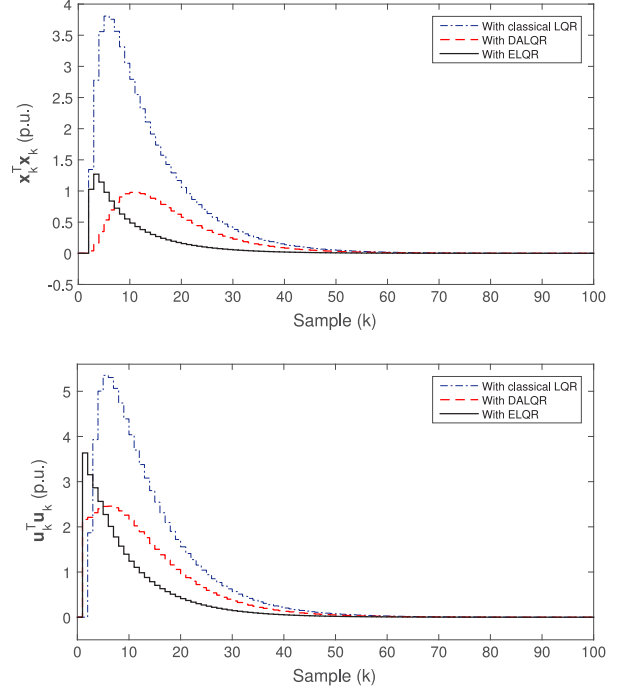 4
3.5
3
2.5
2
1.5
1
0.5
0
-0.5
x_k^T x_k (p.u.)
With classical LQR
With DALQR
With ELQR
0 10 20 30 40 50 60 70 80 90 100
Sample (k)
5
4
3
2
1
0
u_k^T u_k (p.u.)
With classical LQR
With DALQR
With ELQR
0 10 20 30 40 50 60 70 80 90 100
Sample (k)